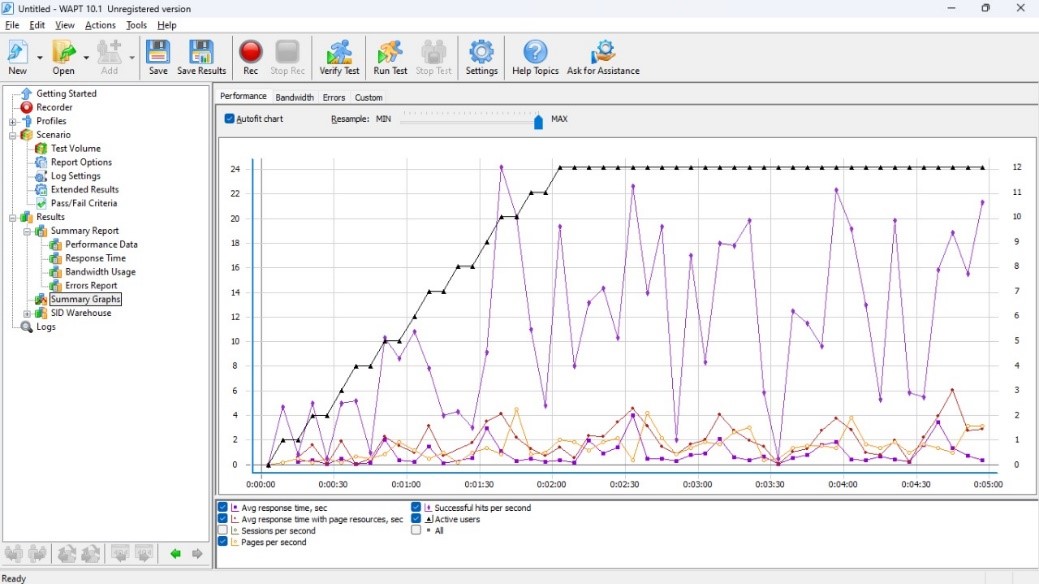 Untitled - WAPT 10.1 Unregistered version
File Edit View Actions Tools Help
New Open Add Save Save Results Rec Stop Rec Verify Test Run Test Stop Test Settings Help Topics Ask for Assistance
Getting Started
Recorder
Profiles
Scenario
Test Volume
Report Options
Log Settings
Extended Results
Pass/Fail Criteria
Results
Summary Report
Performance Data
Response Time
Bandwidth Usage
Errors Report
Summary Graphs
SID Warehouse
Logs
Performance Bandwidth Errors Custom
Autofit chart Resample: MIN MAX
24 12
22 11
20 10
18 9
16 8
14 7
12 6
10 5
8 4
6 3
4 2
2 1
0 0
0:00:00 0:00:30 0:01:00 0:01:30 0:02:00 0:02:30 0:03:00 0:03:30 0:04:00 0:04:30 0:05:00
Avg response time, sec Successful hits per second
Avg response time with page resources, sec Active users
Sessions per second All
Pages per second
Ready